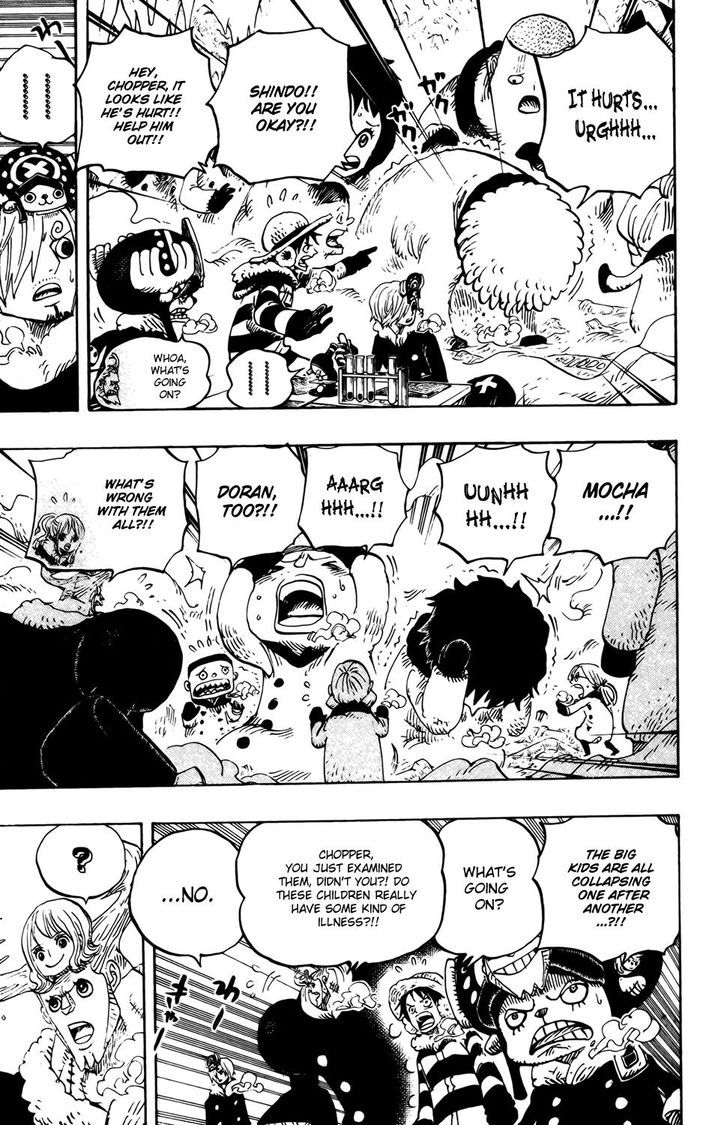 IT HURTS...
URGHHH...
SHINDO!!
ARE YOU
OKAY?!!
HEY,
CHOPPER, IT
LOOKS LIKE
HE'S HURT!!
HELP HIM
OUT!!
WHOA,
WHAT'S
GOING
ON?
MOCHA
...!!
UUNHH
HH...!!
AAARG
HHH...!!
DORAN,
TOO?!!
WHAT'S
WRONG
WITH THEM
ALL?!!
THE BIG
KIDS ARE ALL
COLLAPSING
ONE AFTER
ANOTHER
...?!!
WHAT'S
GOING
ON?
CHOPPER,
YOU JUST EXAMINED
THEM, DIDN'T YOU?! DO
THESE CHILDREN REALLY
HAVE SOME KIND OF
ILLNESS?!!
...NO.
?